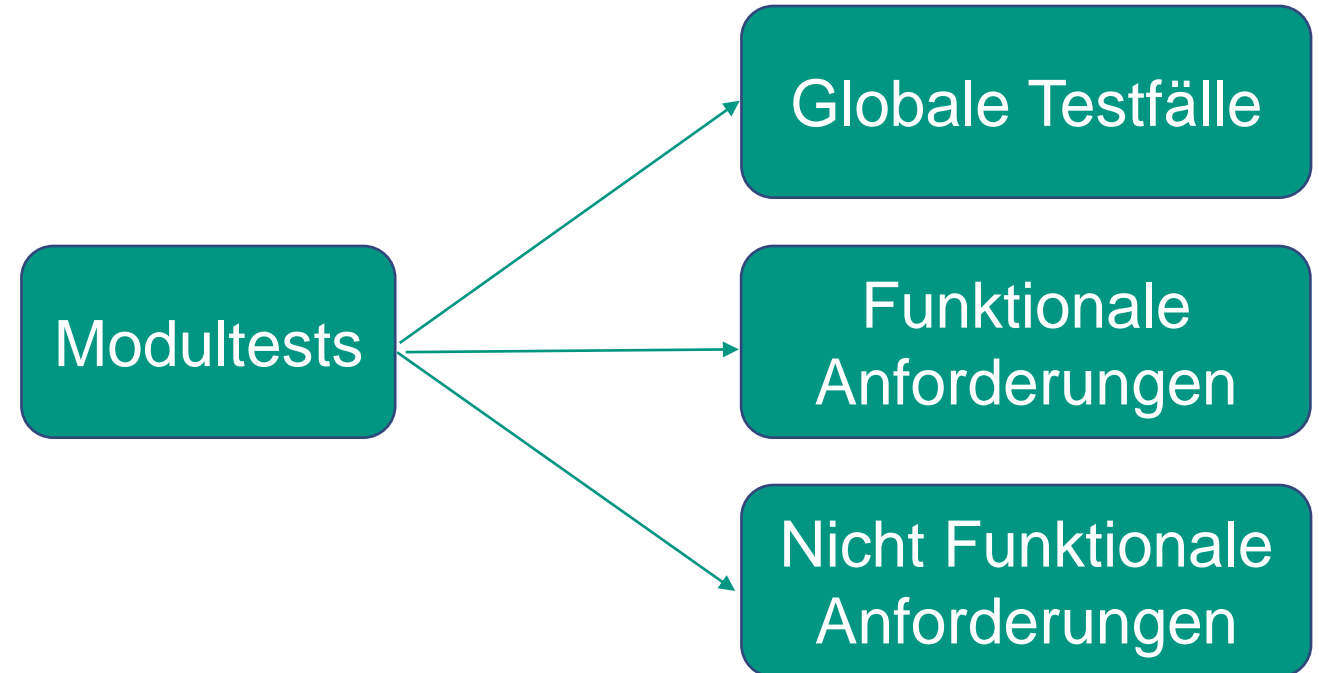 Globale Testfälle
Modultests
Funktionale
Anforderungen
Nicht Funktionale
Anforderungen